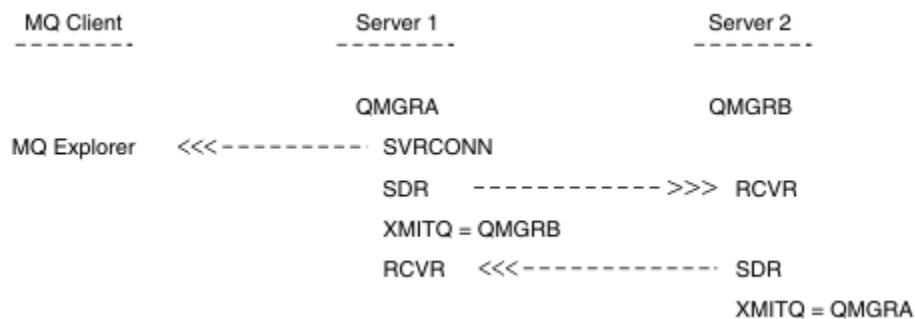 MQ Client Server 1 Server 2
QMGRA QMGRB
MQ Explorer <<<---------- SVRCONN
SDR ------------->>> RCVR
XMITQ = QMGRB
RCVR <<<------------- SDR
XMITQ = QMGRA